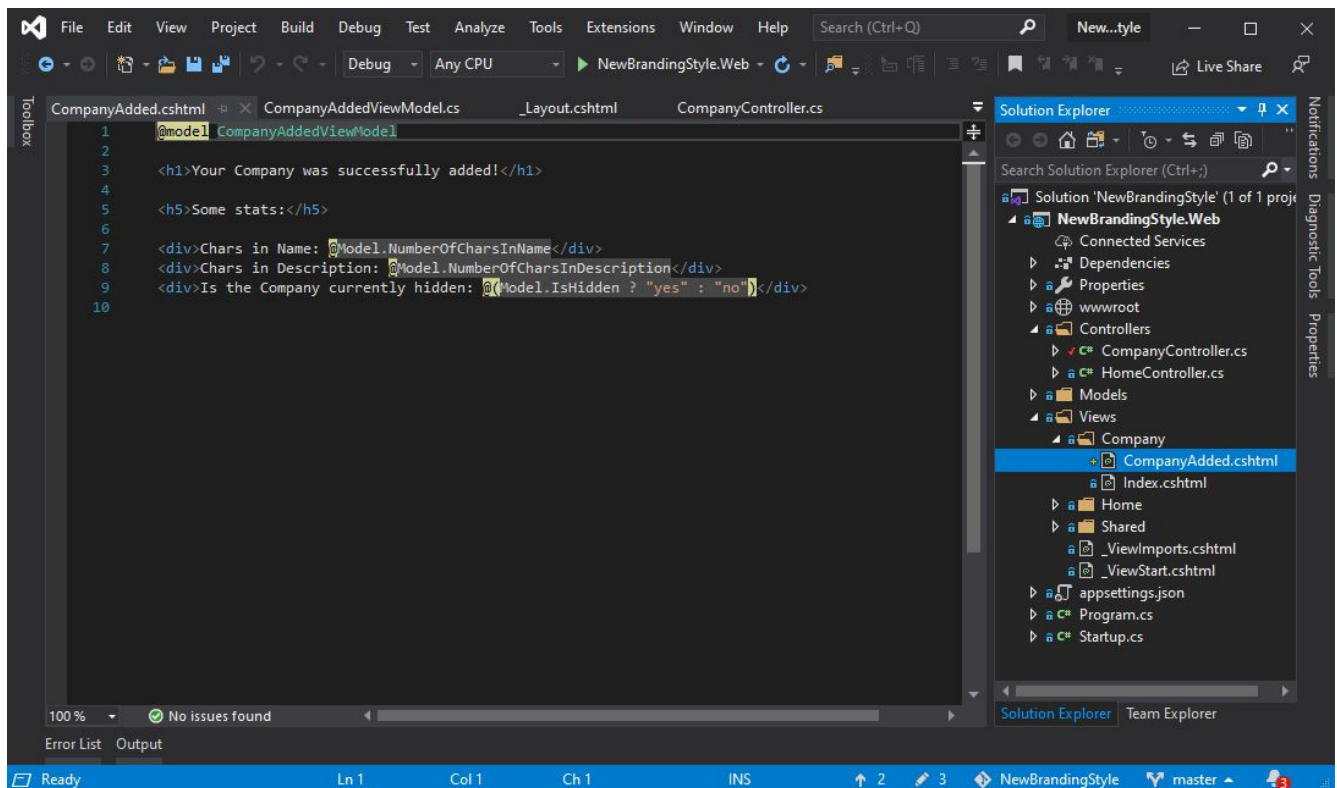 File Edit View Project Build Debug Test Analyze Tools Extensions Window Help Search (Ctrl+Q) New...tyle
Debug Any CPU NewBrandingStyle.Web Live Share
Toolbox
CompanyAdded.cshtml CompanyAddedViewModel.cs _Layout.cshtml CompanyController.cs
1 @model CompanyAddedViewModel
2
3 <h1>Your Company was successfully added!</h1>
4
5 <h5>Some stats:</h5>
6
7 <div>Chars in Name: @Model.NumberOfCharsInName</div>
8 <div>Chars in Description: @Model.NumberOfCharsInDescription</div>
9 <div>Is the Company currently hidden: @(Model.IsHidden ? "yes" : "no")</div>
10
100 % No issues found
Solution Explorer
Search Solution Explorer (Ctrl+;)
Solution 'NewBrandingStyle' (1 of 1 proje
NewBrandingStyle.Web
Connected Services
Dependencies
Properties
wwwroot
Controllers
C# CompanyController.cs
C# HomeController.cs
Models
Views
Company
CompanyAdded.cshtml
Index.cshtml
Home
Shared
_ViewImports.cshtml
_ViewStart.cshtml
appsettings.json
C# Program.cs
C# Startup.cs
Solution Explorer Team Explorer
Notifications
Diagnostic Tools
Properties
Error List Output
Ready Ln 1 Col 1 Ch 1 INS 2 3 NewBrandingStyle master 3